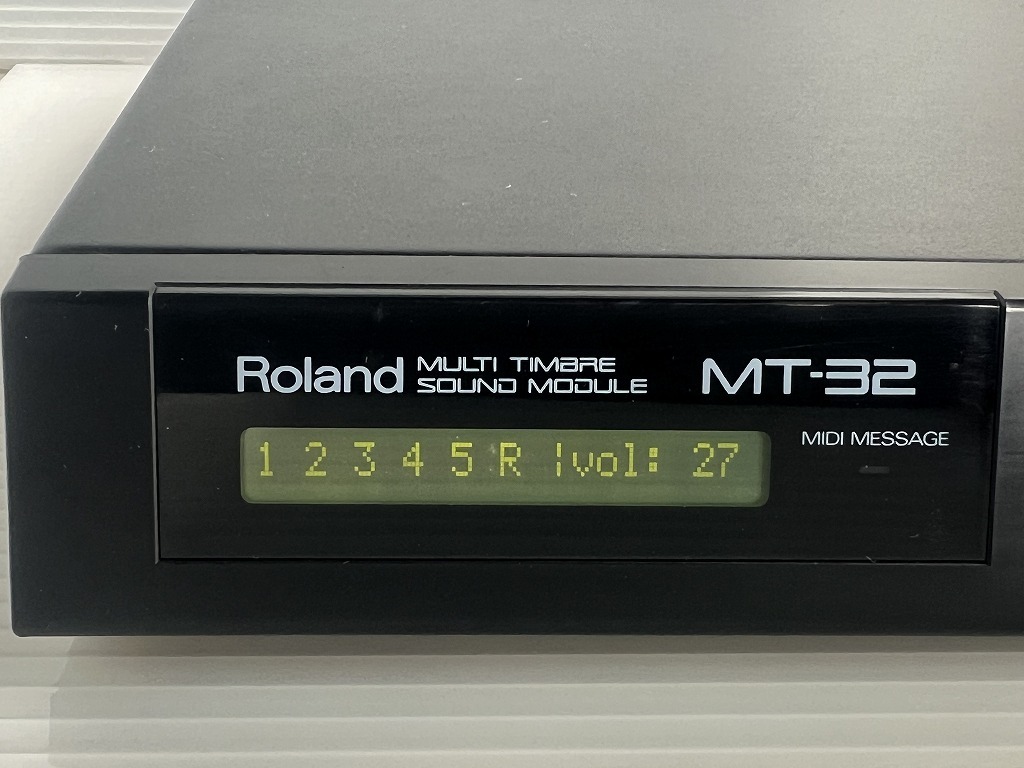 Roland MULTI TIMBRE
SOUND MODULE
MT-32
1 2 3 4 5 R |vol: 27
MIDI MESSAGE